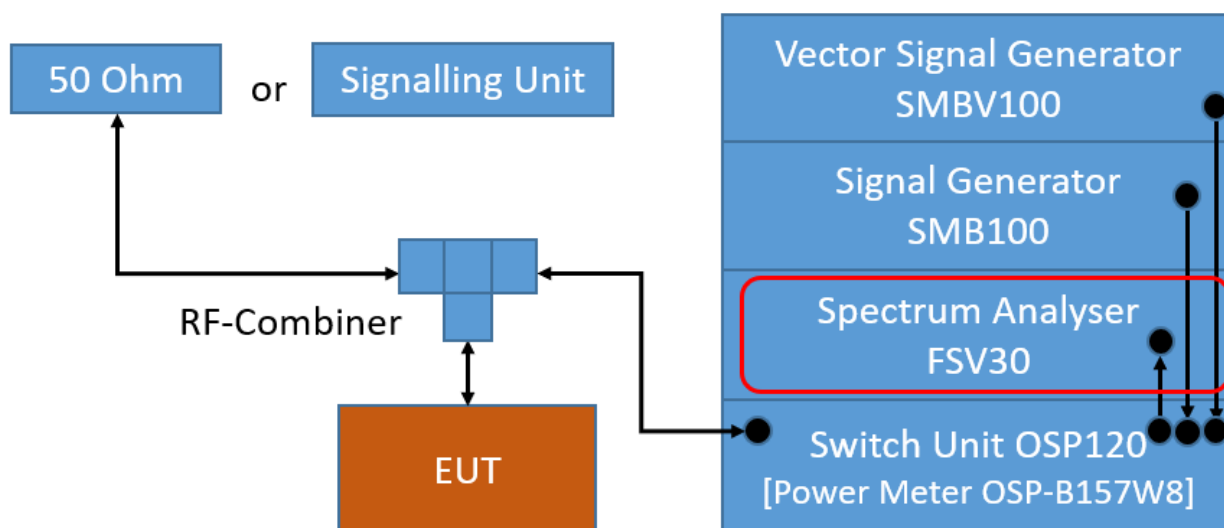 50 Ohm
or
Signalling Unit
RF-Combiner
EUT
Vector Signal Generator
SMBV100
Signal Generator
SMB100
Spectrum Analyser
FSV30
Switch Unit OSP120
[Power Meter OSP-B157W8]